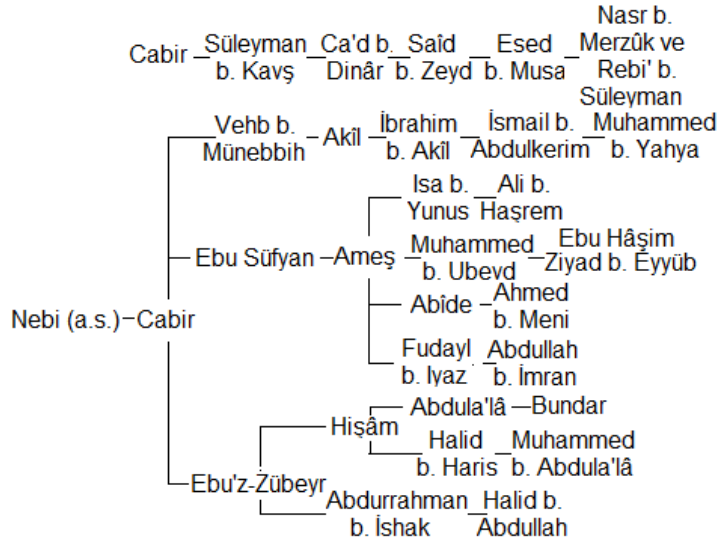 Cabir
Süleyman
b. Kavş
Ca'd b.
Dinâr
Saîd
b. Zeyd
Esed
b. Musa
Nasr b.
Merzûk ve
Rebi' b.
Süleyman
Vehb b.
Münebbih
Akîl
İbrahim
b. Akîl
İsmail b.
Abdulkerim
Muhammed
b. Yahya
Isa b.
Yunus
Ali b.
Haşrem
Ebu Süfyan
Ameş
Muhammed
b. Ubeyd
Ebu Hâşim
Ziyad b. Eyyüb
Abîde
Ahmed
b. Meni
Nebi (a.s.)
Cabir
Fudayl
b. Iyaz
Abdullah
b. İmran
Hişâm
Abdula'lâ
Bundar
Halid
b. Haris
Muhammed
b. Abdula'lâ
Ebu'z-Zübeyr
Abdurrahman
b. İshak
Halid b.
Abdullah